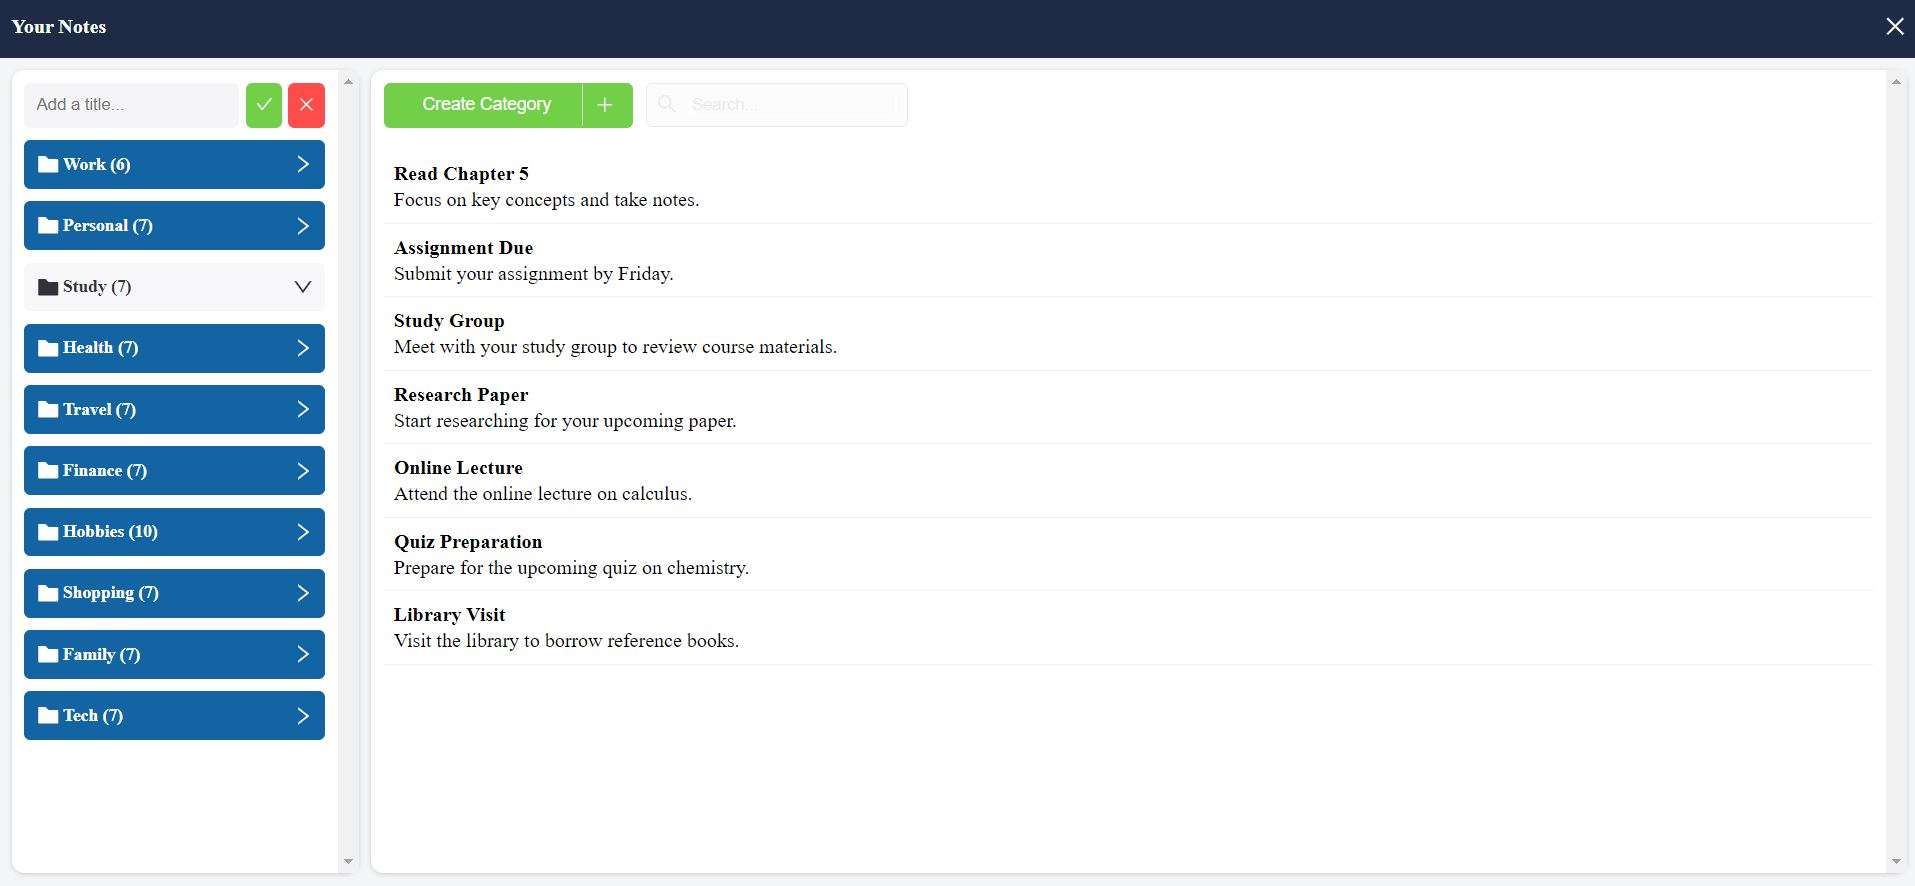 Your Notes
Add a title...
Work (6)
Personal (7)
Study (7)
Health (7)
Travel (7)
Finance (7)
Hobbies (10)
Shopping (7)
Family (7)
Tech (7)
Create Category
Search...
Read Chapter 5
Focus on key concepts and take notes.
Assignment Due
Submit your assignment by Friday.
Study Group
Meet with your study group to review course materials.
Research Paper
Start researching for your upcoming paper.
Online Lecture
Attend the online lecture on calculus.
Quiz Preparation
Prepare for the upcoming quiz on chemistry.
Library Visit
Visit the library to borrow reference books.